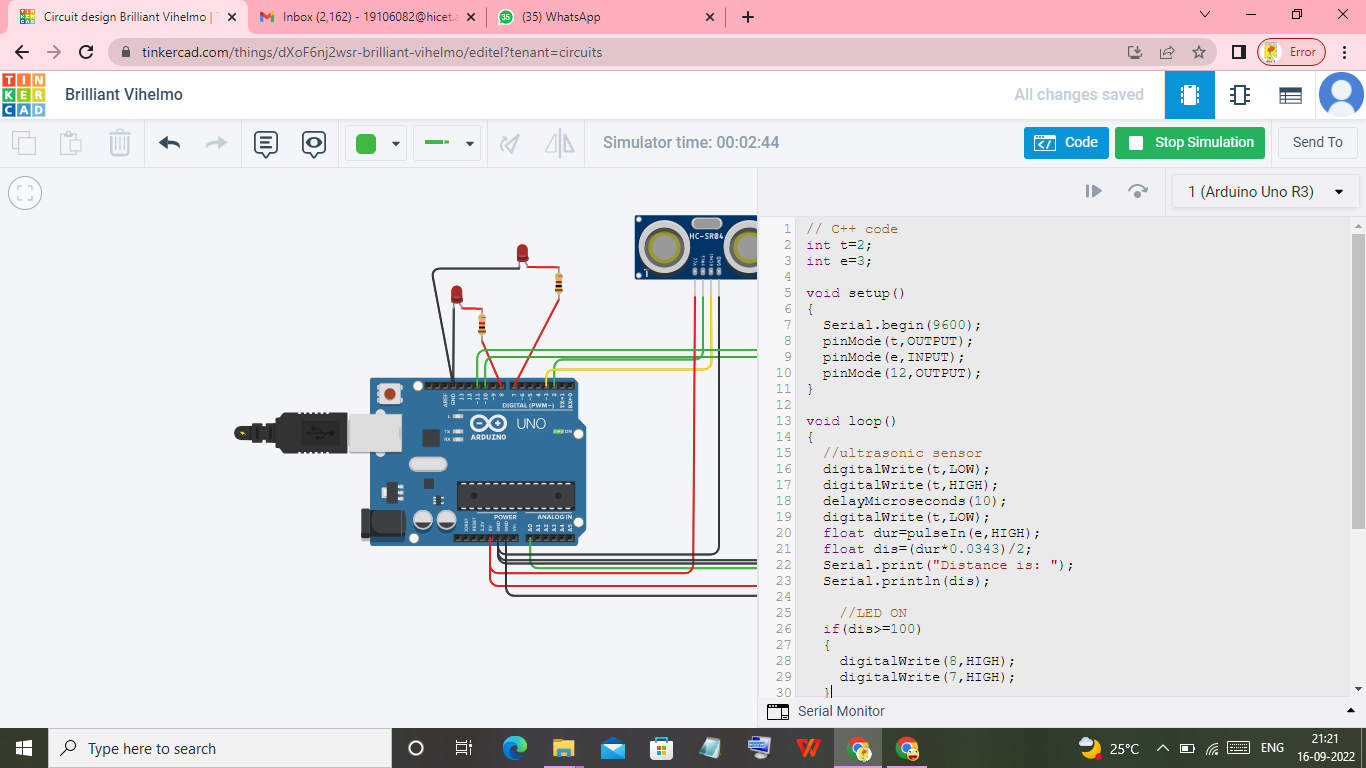 Circuit design Brilliant Vihelmo |
Inbox (2,162) - 19106082@hicet.
(35) WhatsApp
tinkercad.com/things/dXoF6nj2wsr-brilliant-vihelmo/editel?tenant=circuits
Error
TIN
KER
CAD
Brilliant Vihelmo
All changes saved
Simulator time: 00:02:44
Code
Stop Simulation
Send To
1 (Arduino Uno R3)
HC-SR04
DIGITAL (PWM~)
UNO
ARDUINO
ON
TX
RX
L
POWER
ANALOG IN
1 // C++ code
2 int t=2;
3 int e=3;
4
5 void setup()
6 {
7 Serial.begin(9600);
8 pinMode(t,OUTPUT);
9 pinMode(e,INPUT);
10 pinMode(12,OUTPUT);
11 }
12
13 void loop()
14 {
15 //ultrasonic sensor
16 digitalWrite(t,LOW);
17 digitalWrite(t,HIGH);
18 delayMicroseconds(10);
19 digitalWrite(t,LOW);
20 float dur=pulseIn(e,HIGH);
21 float dis=(dur*0.0343)/2;
22 Serial.print("Distance is: ");
23 Serial.println(dis);
24
25 //LED ON
26 if(dis>=100)
27 {
28 digitalWrite(8,HIGH);
29 digitalWrite(7,HIGH);
30 }
Serial Monitor
Type here to search
25°C
ENG
21:21
16-09-2022